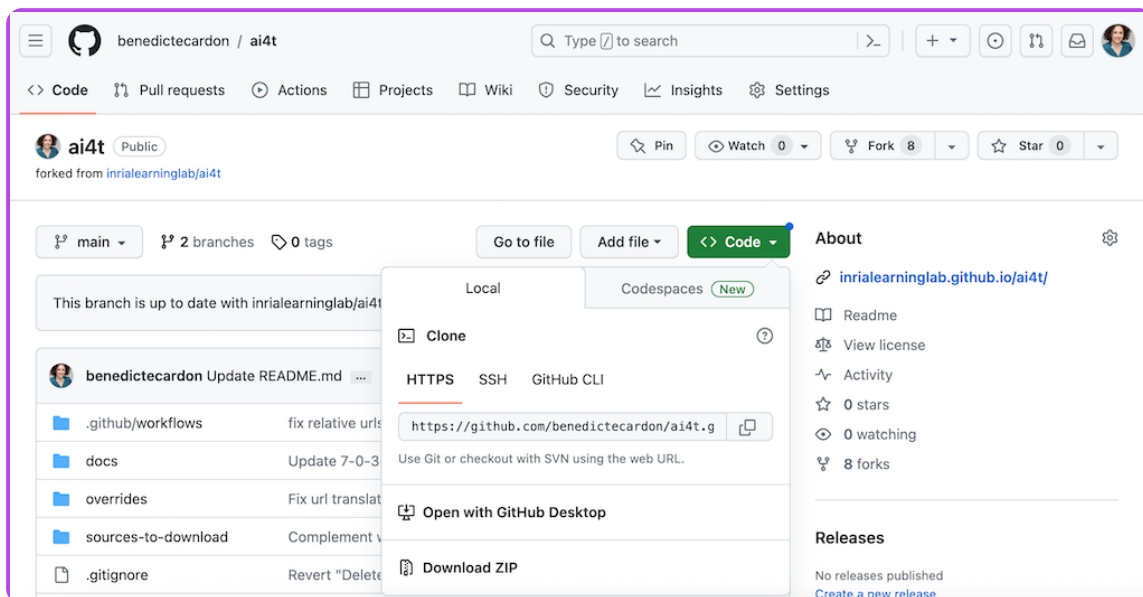 benedictecardon / ai4t
Type / to search
Code Pull requests Actions Projects Wiki Security Insights Settings
ai4t Public
Pin Watch 0 Fork 8 Star 0
forked from inrialearninglab/ai4t
main 2 branches 0 tags Go to file Add file Code
About
inrialearninglab.github.io/ai4t/
Readme
View license
Activity
0 stars
0 watching
8 forks
Releases
No releases published
Create a new release
Local Codespaces New
Clone
HTTPS SSH GitHub CLI
https://github.com/benedictecardon/ai4t.g
Use Git or checkout with SVN using the web URL.
Open with GitHub Desktop
Download ZIP
This branch is up to date with inrialearninglab/ai4t
benedictecardon Update README.md ...
.github/workflows fix relative urls
docs Update 7-0-3
overrides Fix url translat
sources-to-download Complement
.gitignore Revert "Delete